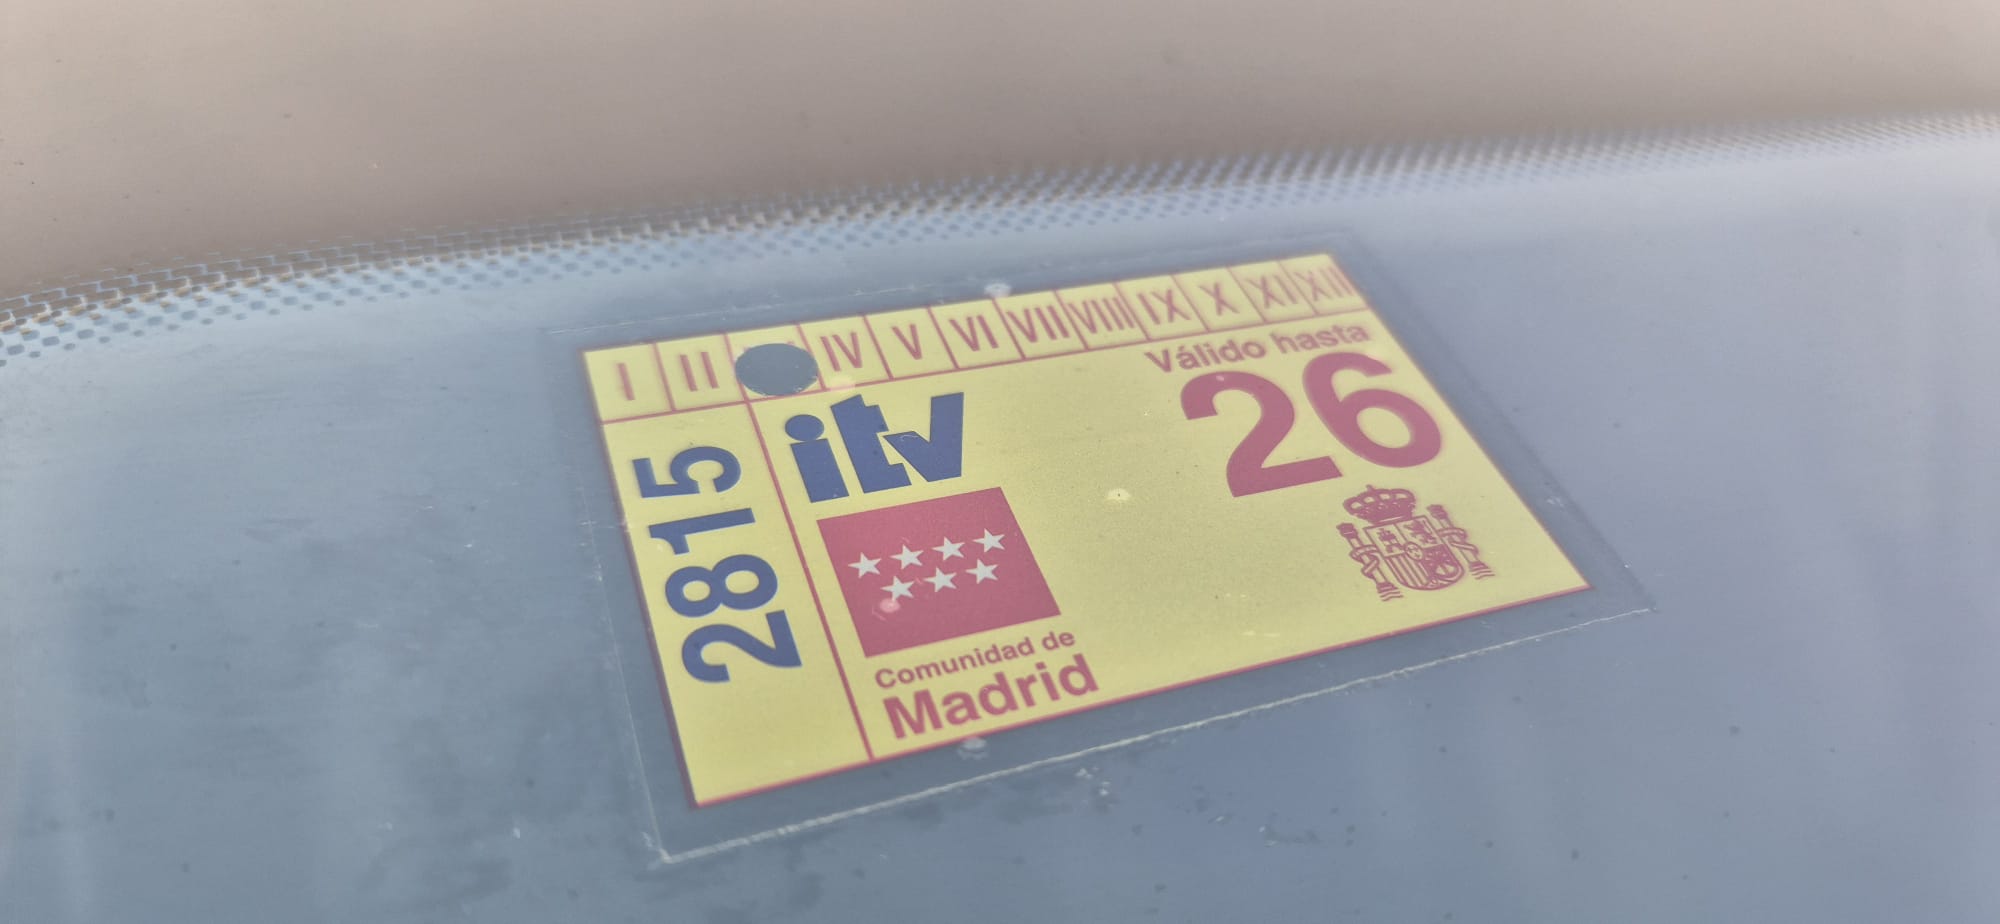 I II IV V VI VII VIII IX X XI XII
Válido hasta
26
itv
2815
Comunidad de
Madrid